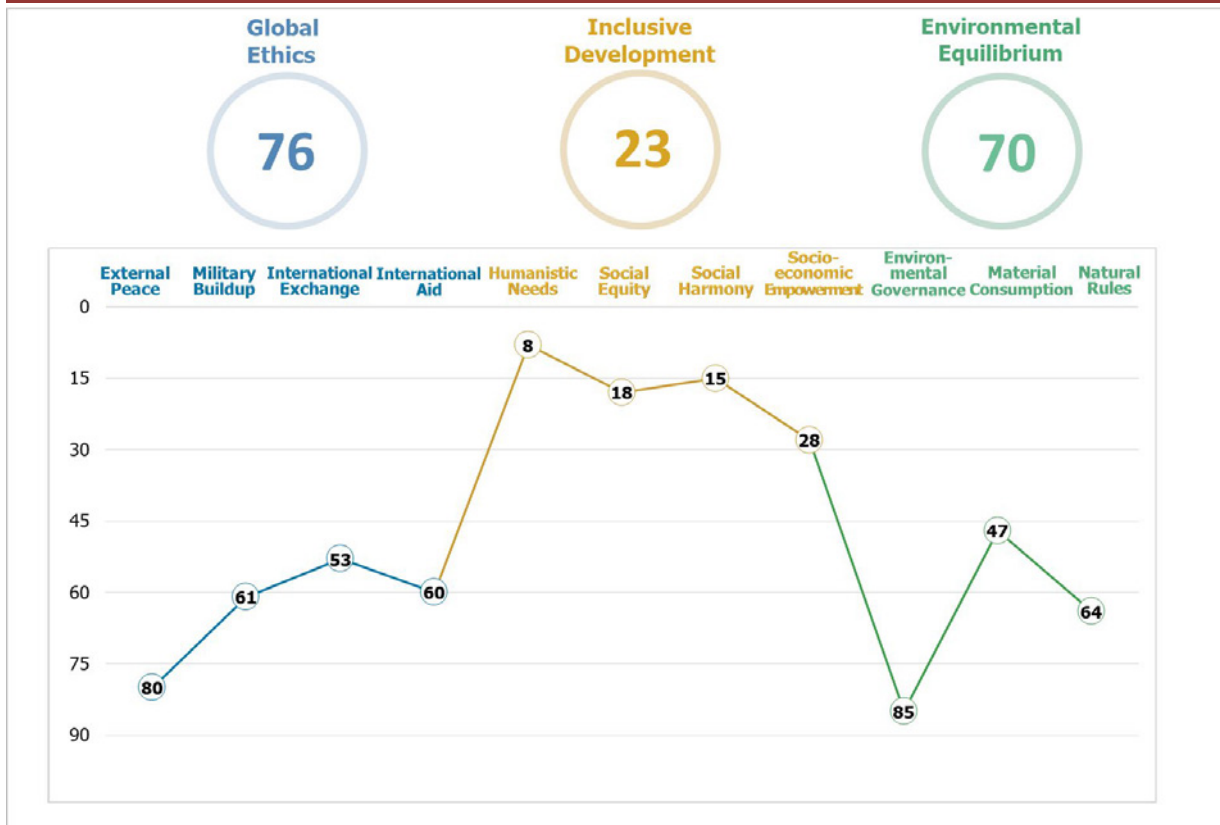 Global
Ethics
76
Inclusive
Development
23
Environmental
Equilibrium
70
External
Peace
Military
Buildup
International
Exchange
International
Aid
Humanistic
Needs
Social
Equity
Social
Harmony
Socio-
economic
Empowerment
Environ-
mental
Governance
Material
Consumption
Natural
Rules
0
15
30
45
60
75
90
80
61
53
60
8
18
15
28
85
47
64